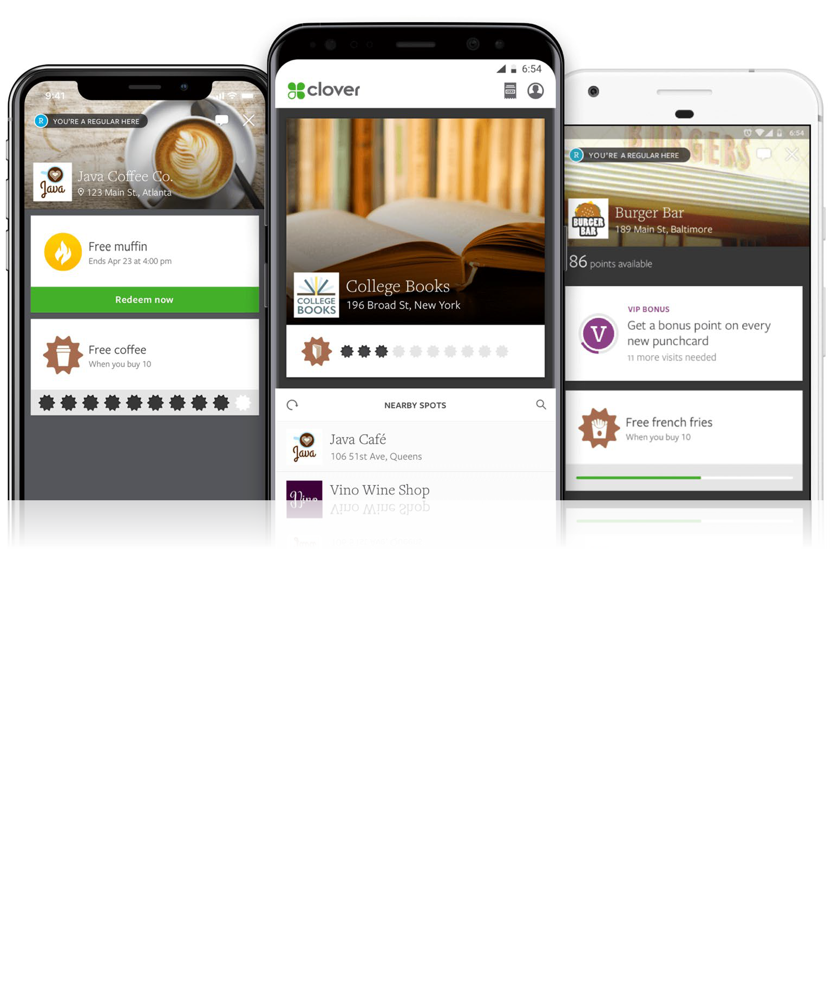 9:41
R YOU'RE A REGULAR HERE
Java
Java Coffee Co.
123 Main St., Atlanta
Free muffin
Ends Apr 23 at 4:00 pm
Redeem now
Free coffee
When you buy 10
6:54
clover
COLLEGE
BOOKS
College Books
196 Broad St, New York
NEARBY SPOTS
Java
Java Café
106 51st Ave, Queens
Vino
Vino Wine Shop
Vino Wine Shop
6:54
BURGERS
R YOU'RE A REGULAR HERE
BURGER
BAR
Burger Bar
189 Main St, Baltimore
86 points available
VIP BONUS
V
Get a bonus point on every
new punchcard
11 more visits needed
Free french fries
When you buy 10